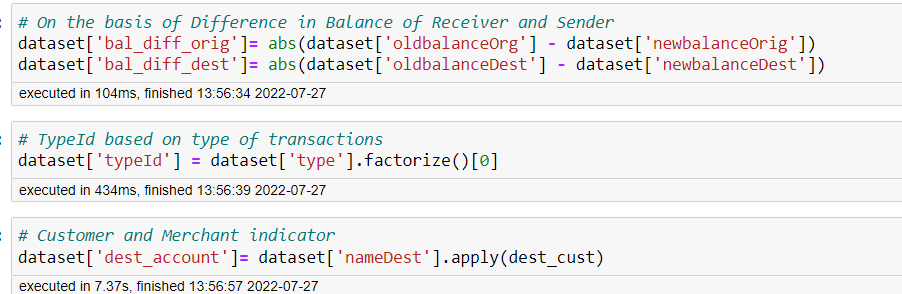 # On the basis of Difference in Balance of Receiver and Sender
dataset['bal_diff_orig']= abs(dataset['oldbalanceOrg'] - dataset['newbalanceOrig'])
dataset['bal_diff_dest']= abs(dataset['oldbalanceDest'] - dataset['newbalanceDest'])
executed in 104ms, finished 13:56:34 2022-07-27
# TypeId based on type of transactions
dataset['typeId'] = dataset['type'].factorize()[0]
executed in 434ms, finished 13:56:39 2022-07-27
# Customer and Merchant indicator
dataset['dest_account']= dataset['nameDest'].apply(dest_cust)
executed in 7.37s, finished 13:56:57 2022-07-27